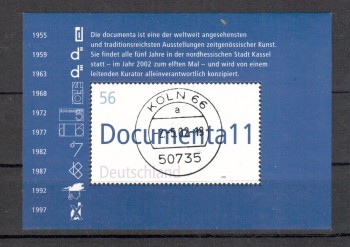 Die documenta ist eine der weltweit angesehensten
und traditionsreichsten Ausstellungen zeitgenössischer Kunst.
Sie findet alle fünf Jahre in der nordhessischen Stadt Kassel
statt – im Jahr 2002 zum elften Mal – und wird von einem
leitenden Kurator alleinverantwortlich konzipiert.
1955
1959
1963
1968
1972
1977
1982
1987
1992
1997
d
d
d
56
KÖLN 66
a
50735
Documenta11
Deutschland